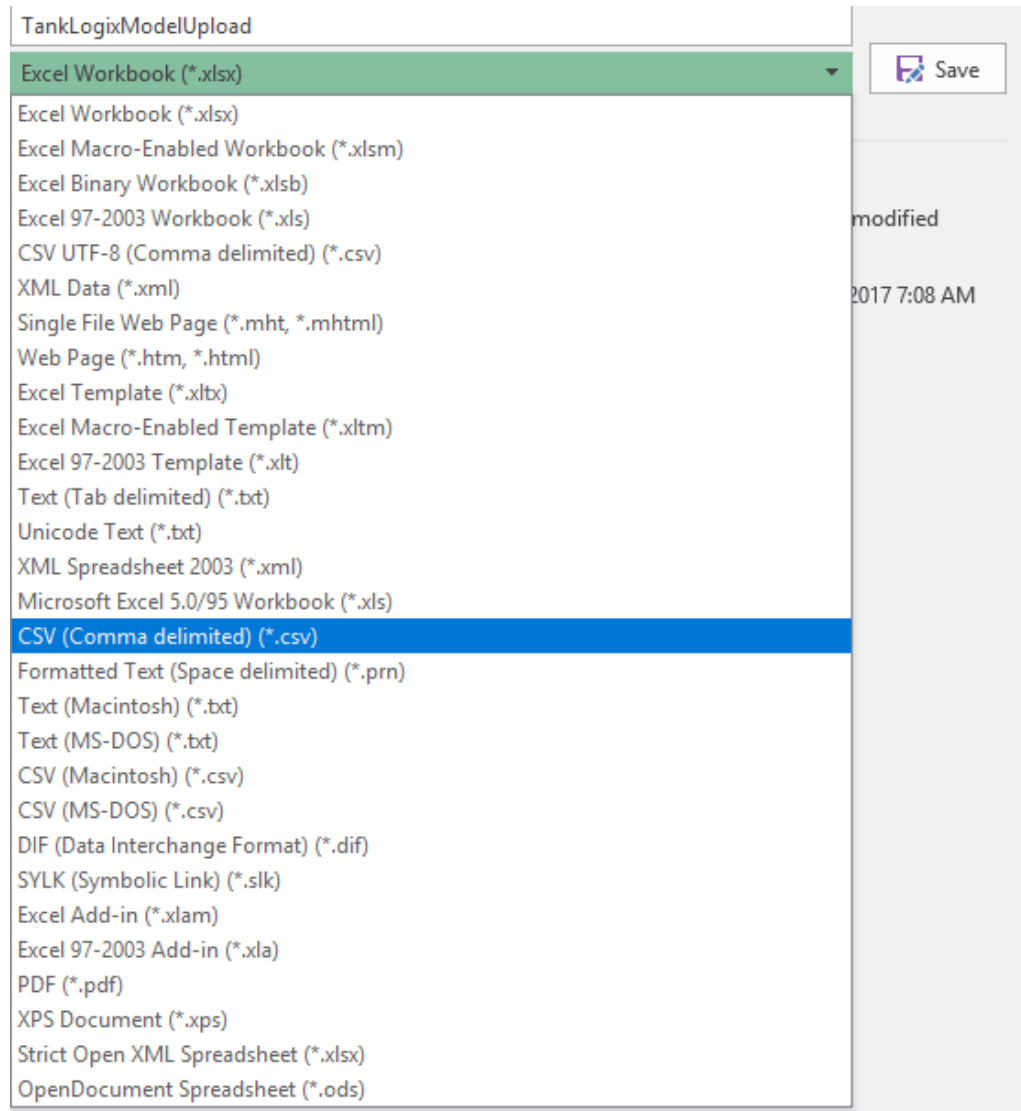 TankLogixModelUpload
Excel Workbook (*.xlsx)
Save
Excel Workbook (*.xlsx)
Excel Macro-Enabled Workbook (*.xlsm)
Excel Binary Workbook (*.xlsb)
Excel 97-2003 Workbook (*.xls)
modified
CSV UTF-8 (Comma delimited) (*.csv)
XML Data (*.xml)
2017 7:08 AM
Single File Web Page (*.mht, *.mhtml)
Web Page (*.htm, *.html)
Excel Template (*.xltx)
Excel Macro-Enabled Template (*.xltm)
Excel 97-2003 Template (*.xlt)
Text (Tab delimited) (*.txt)
Unicode Text (*.txt)
XML Spreadsheet 2003 (*.xml)
Microsoft Excel 5.0/95 Workbook (*.xls)
CSV (Comma delimited) (*.csv)
Formatted Text (Space delimited) (*.prn)
Text (Macintosh) (*.txt)
Text (MS-DOS) (*.txt)
CSV (Macintosh) (*.csv)
CSV (MS-DOS) (*.csv)
DIF (Data Interchange Format) (*.dif)
SYLK (Symbolic Link) (*.slk)
Excel Add-in (*.xlam)
Excel 97-2003 Add-in (*.xla)
PDF (*.pdf)
XPS Document (*.xps)
Strict Open XML Spreadsheet (*.xlsx)
OpenDocument Spreadsheet (*.ods)